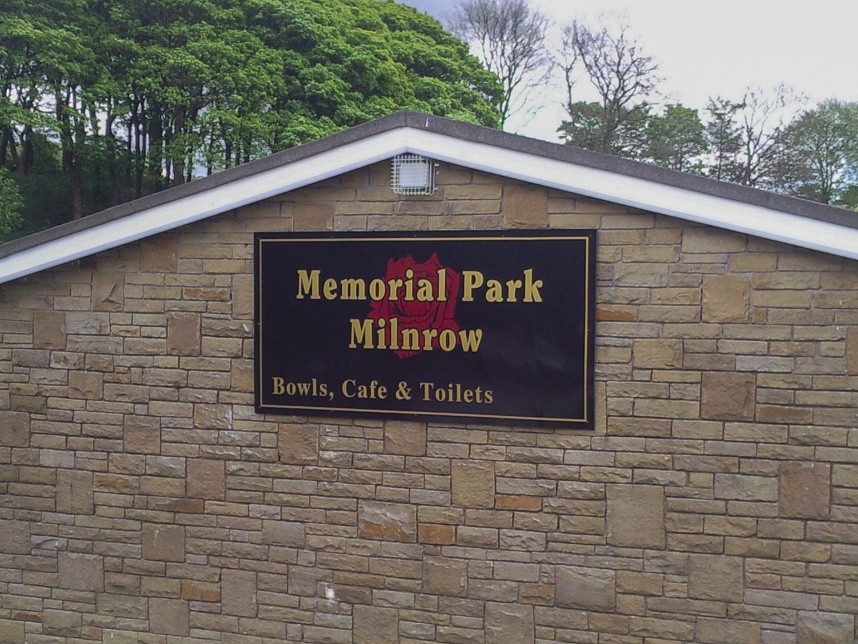 Memorial Park
Milnrow
Bowls, Cafe & Toilets